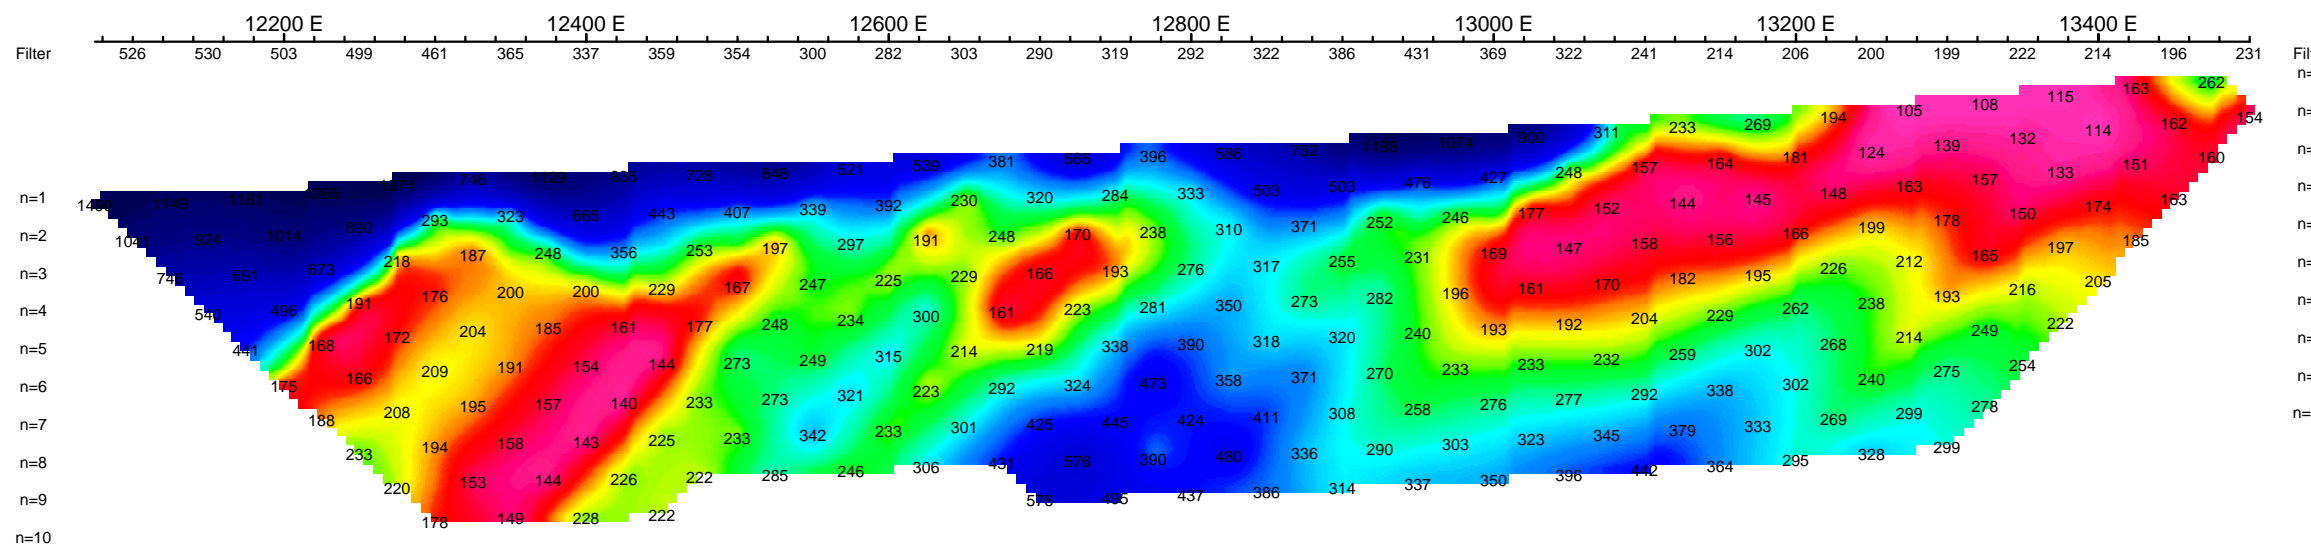 12200 E 12400 E 12600 E 12800 E 13000 E 13200 E 13400 E
Filter 526 530 503 499 461 365 337 359 354 300 282 303 290 319 292 322 386 431 369 322 241 214 206 200 199 222 214 196 231
n=1 1149 1181 1265 1371 746 1129 835 728 848 521 539 381 565 396 586 752 1188 1074 900 311 233 269 194 105 108 115 163 262
n=2 1041 924 1014 890 293 323 665 443 407 339 392 230 320 284 333 503 503 476 427 248 157 164 181 124 139 132 114 162 154
n=3 746 691 673 218 187 248 356 253 197 297 191 248 170 238 310 371 252 246 177 152 144 145 148 163 157 133 151 160
n=4 540 496 191 176 200 200 229 167 247 225 229 166 193 276 317 255 231 169 147 158 156 166 199 178 150 174 163
n=5 441 168 172 204 185 161 177 248 234 300 161 223 281 350 273 282 196 161 170 182 195 226 212 165 197 185
n=6 175 166 209 191 154 144 273 249 315 214 219 338 390 318 320 240 193 192 204 229 262 238 193 216 205
n=7 188 208 195 157 140 233 273 321 223 292 324 473 358 371 270 233 233 232 259 302 268 214 249 222
n=8 233 194 158 143 225 233 342 233 301 425 445 424 411 308 258 276 277 292 338 302 240 275 254
n=9 220 153 144 226 222 285 246 306 431 576 390 480 336 290 303 323 345 379 333 269 299 278
n=10 178 149 228 222 576 495 437 386 314 337 350 396 442 364 295 328 299